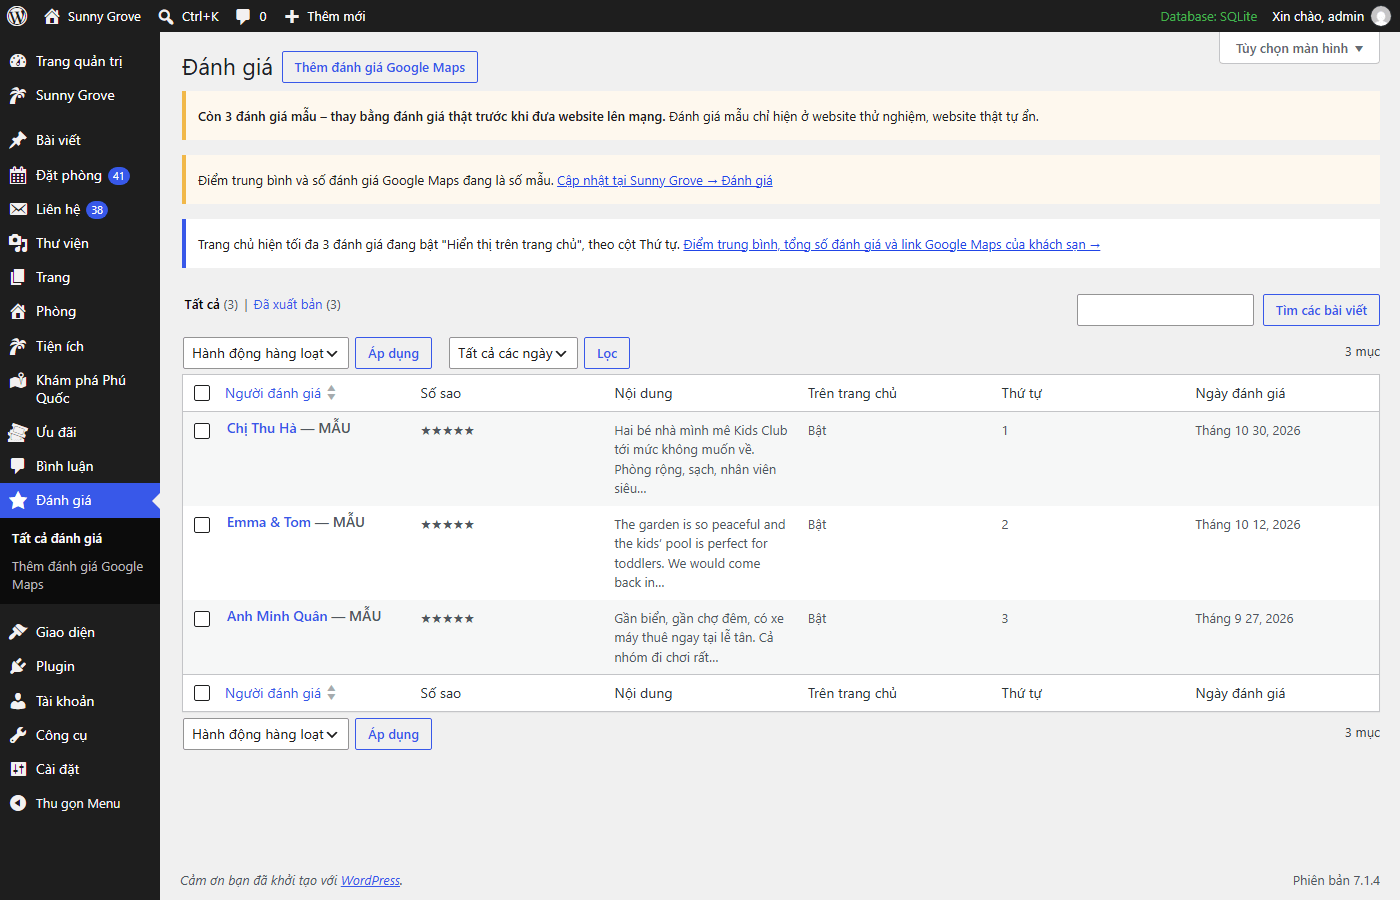 Sunny Grove Ctrl+K 0 Thêm mới Database: SQLite Xin chào, admin
Trang quản trị
Sunny Grove
Bài viết
Đặt phòng 41
Liên hệ 38
Thư viện
Trang
Phòng
Tiện ích
Khám phá Phú
Quốc
Ưu đãi
Bình luận
Đánh giá
Tất cả đánh giá
Thêm đánh giá Google
Maps
Giao diện
Plugin
Tài khoản
Công cụ
Cài đặt
Thu gọn Menu
Tùy chọn màn hình
Đánh giá
Thêm đánh giá Google Maps
Còn 3 đánh giá mẫu – thay bằng đánh giá thật trước khi đưa website lên mạng. Đánh giá mẫu chỉ hiện ở website thử nghiệm, website thật tự ẩn.
Điểm trung bình và số đánh giá Google Maps đang là số mẫu. Cập nhật tại Sunny Grove → Đánh giá
Trang chủ hiện tối đa 3 đánh giá đang bật "Hiển thị trên trang chủ", theo cột Thứ tự. Điểm trung bình, tổng số đánh giá và link Google Maps của khách sạn →
Tất cả (3) | Đã xuất bản (3)
Tìm các bài viết
Hành động hàng loạt Áp dụng Tất cả các ngày Lọc 3 mục
Người đánh giá Số sao Nội dung Trên trang chủ Thứ tự Ngày đánh giá
Chị Thu Hà — MẪU ★★★★★ Hai bé nhà mình mê Kids Club Bật 1 Tháng 10 30, 2026
tới mức không muốn về.
Phòng rộng, sạch, nhân viên
siêu…
Emma & Tom — MẪU ★★★★★ The garden is so peaceful and Bật 2 Tháng 10 12, 2026
the kids' pool is perfect for
toddlers. We would come
back in…
Anh Minh Quân — MẪU ★★★★★ Gần biển, gần chợ đêm, có xe Bật 3 Tháng 9 27, 2026
máy thuê ngay tại lễ tân. Cả
nhóm đi chơi rất…
Người đánh giá Số sao Nội dung Trên trang chủ Thứ tự Ngày đánh giá
Hành động hàng loạt Áp dụng 3 mục
Cảm ơn bạn đã khởi tạo với WordPress. Phiên bản 7.1.4